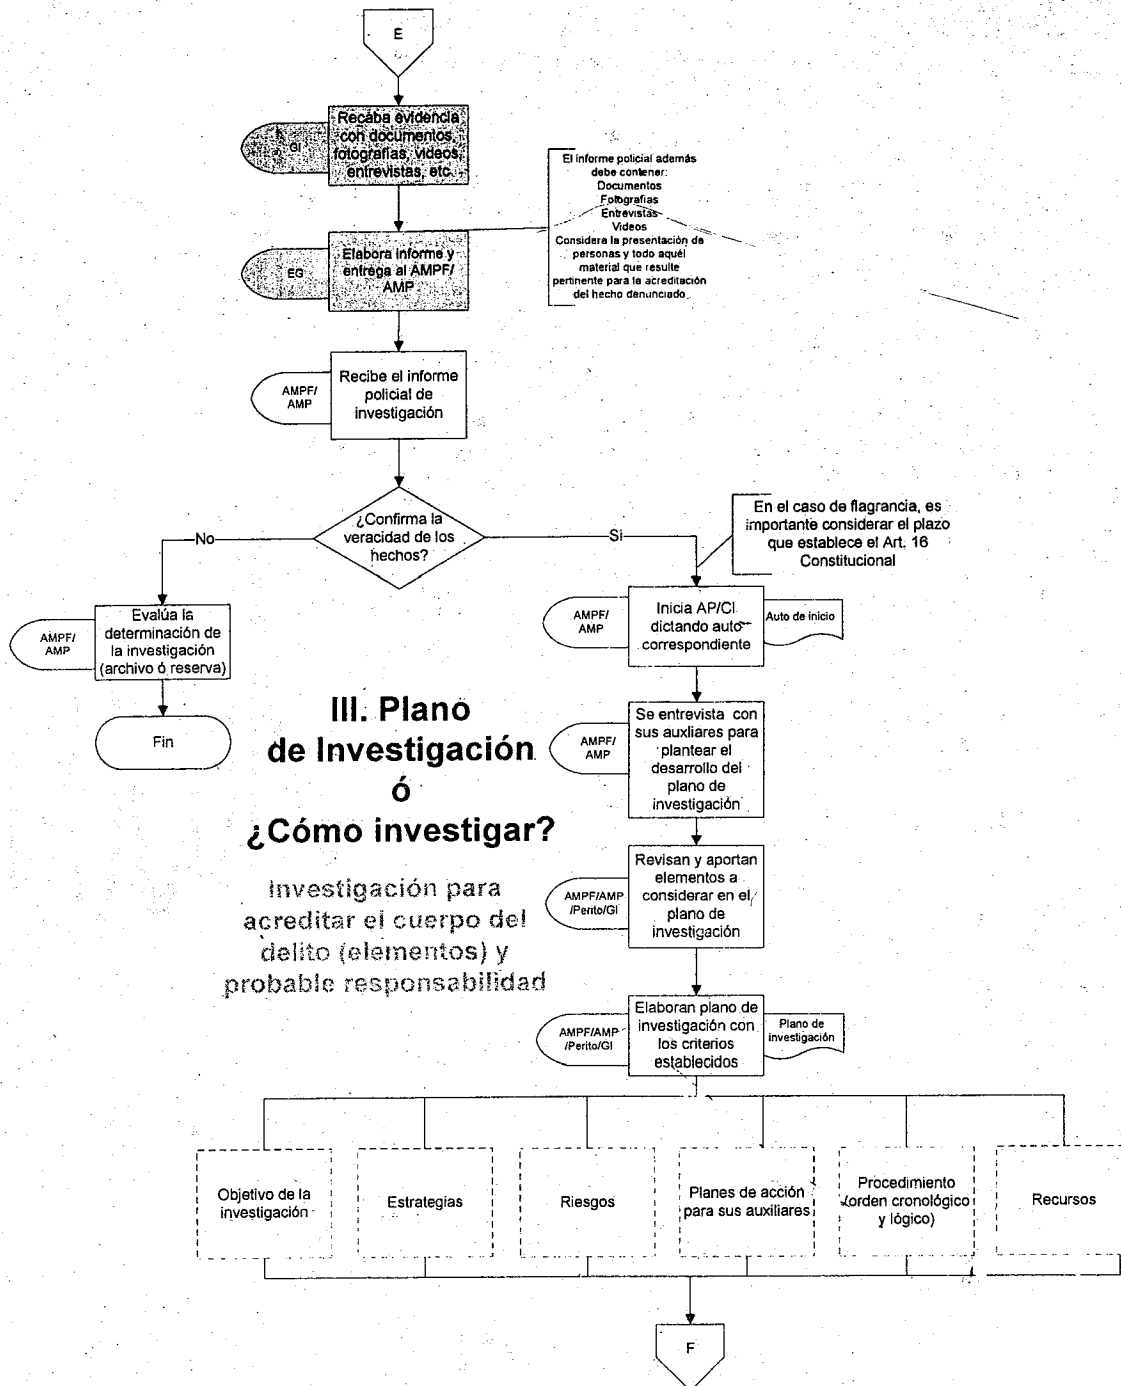 E
GI
Recaba evidencia
con documentos,
fotografías, videos,
entrevistas, etc.
El informe policial además
debe contener:
Documentos
Fotografías
Entrevistas
Videos
Considera la presentación de
personas y todo aquél
material que resulte
pertinente para la acreditación
del hecho denunciado
EG
Elabora informe y
entrega al AMPF/
AMP
AMPF/
AMP
Recibe el informe
policial de
investigación
¿Confirma la
veracidad de los
hechos?
No
Si
En el caso de flagrancia, es
importante considerar el plazo
que establece el Art. 16
Constitucional
AMPF/
AMP
Evalúa la
determinación de
la investigación
(archivo ó reserva)
Fin
AMPF/
AMP
Inicia AP/CI
dictando auto
correspondiente
Auto de inicio
III. Plano
de Investigación
ó
¿Cómo investigar?
Investigación para
acreditar el cuerpo del
delito (elementos) y
probable responsabilidad
AMPF/
AMP
Se entrevista con
sus auxliares para
plantear el
desarrollo del
plano de
investigación
AMPF/AMP
/Perito/GI
Revisan y aportan
elementos a
considerar en el
plano de
investigación
AMPF/AMP
/Perito/GI
Elaboran plano de
investigación con
los criterios
establecidos
Plano de
investigación
Objetivo de la
investigación
Estrategias
Riesgos
Planes de acción
para sus auxiliares
Procedimiento
(orden cronológico
y lógico)
Recursos
F